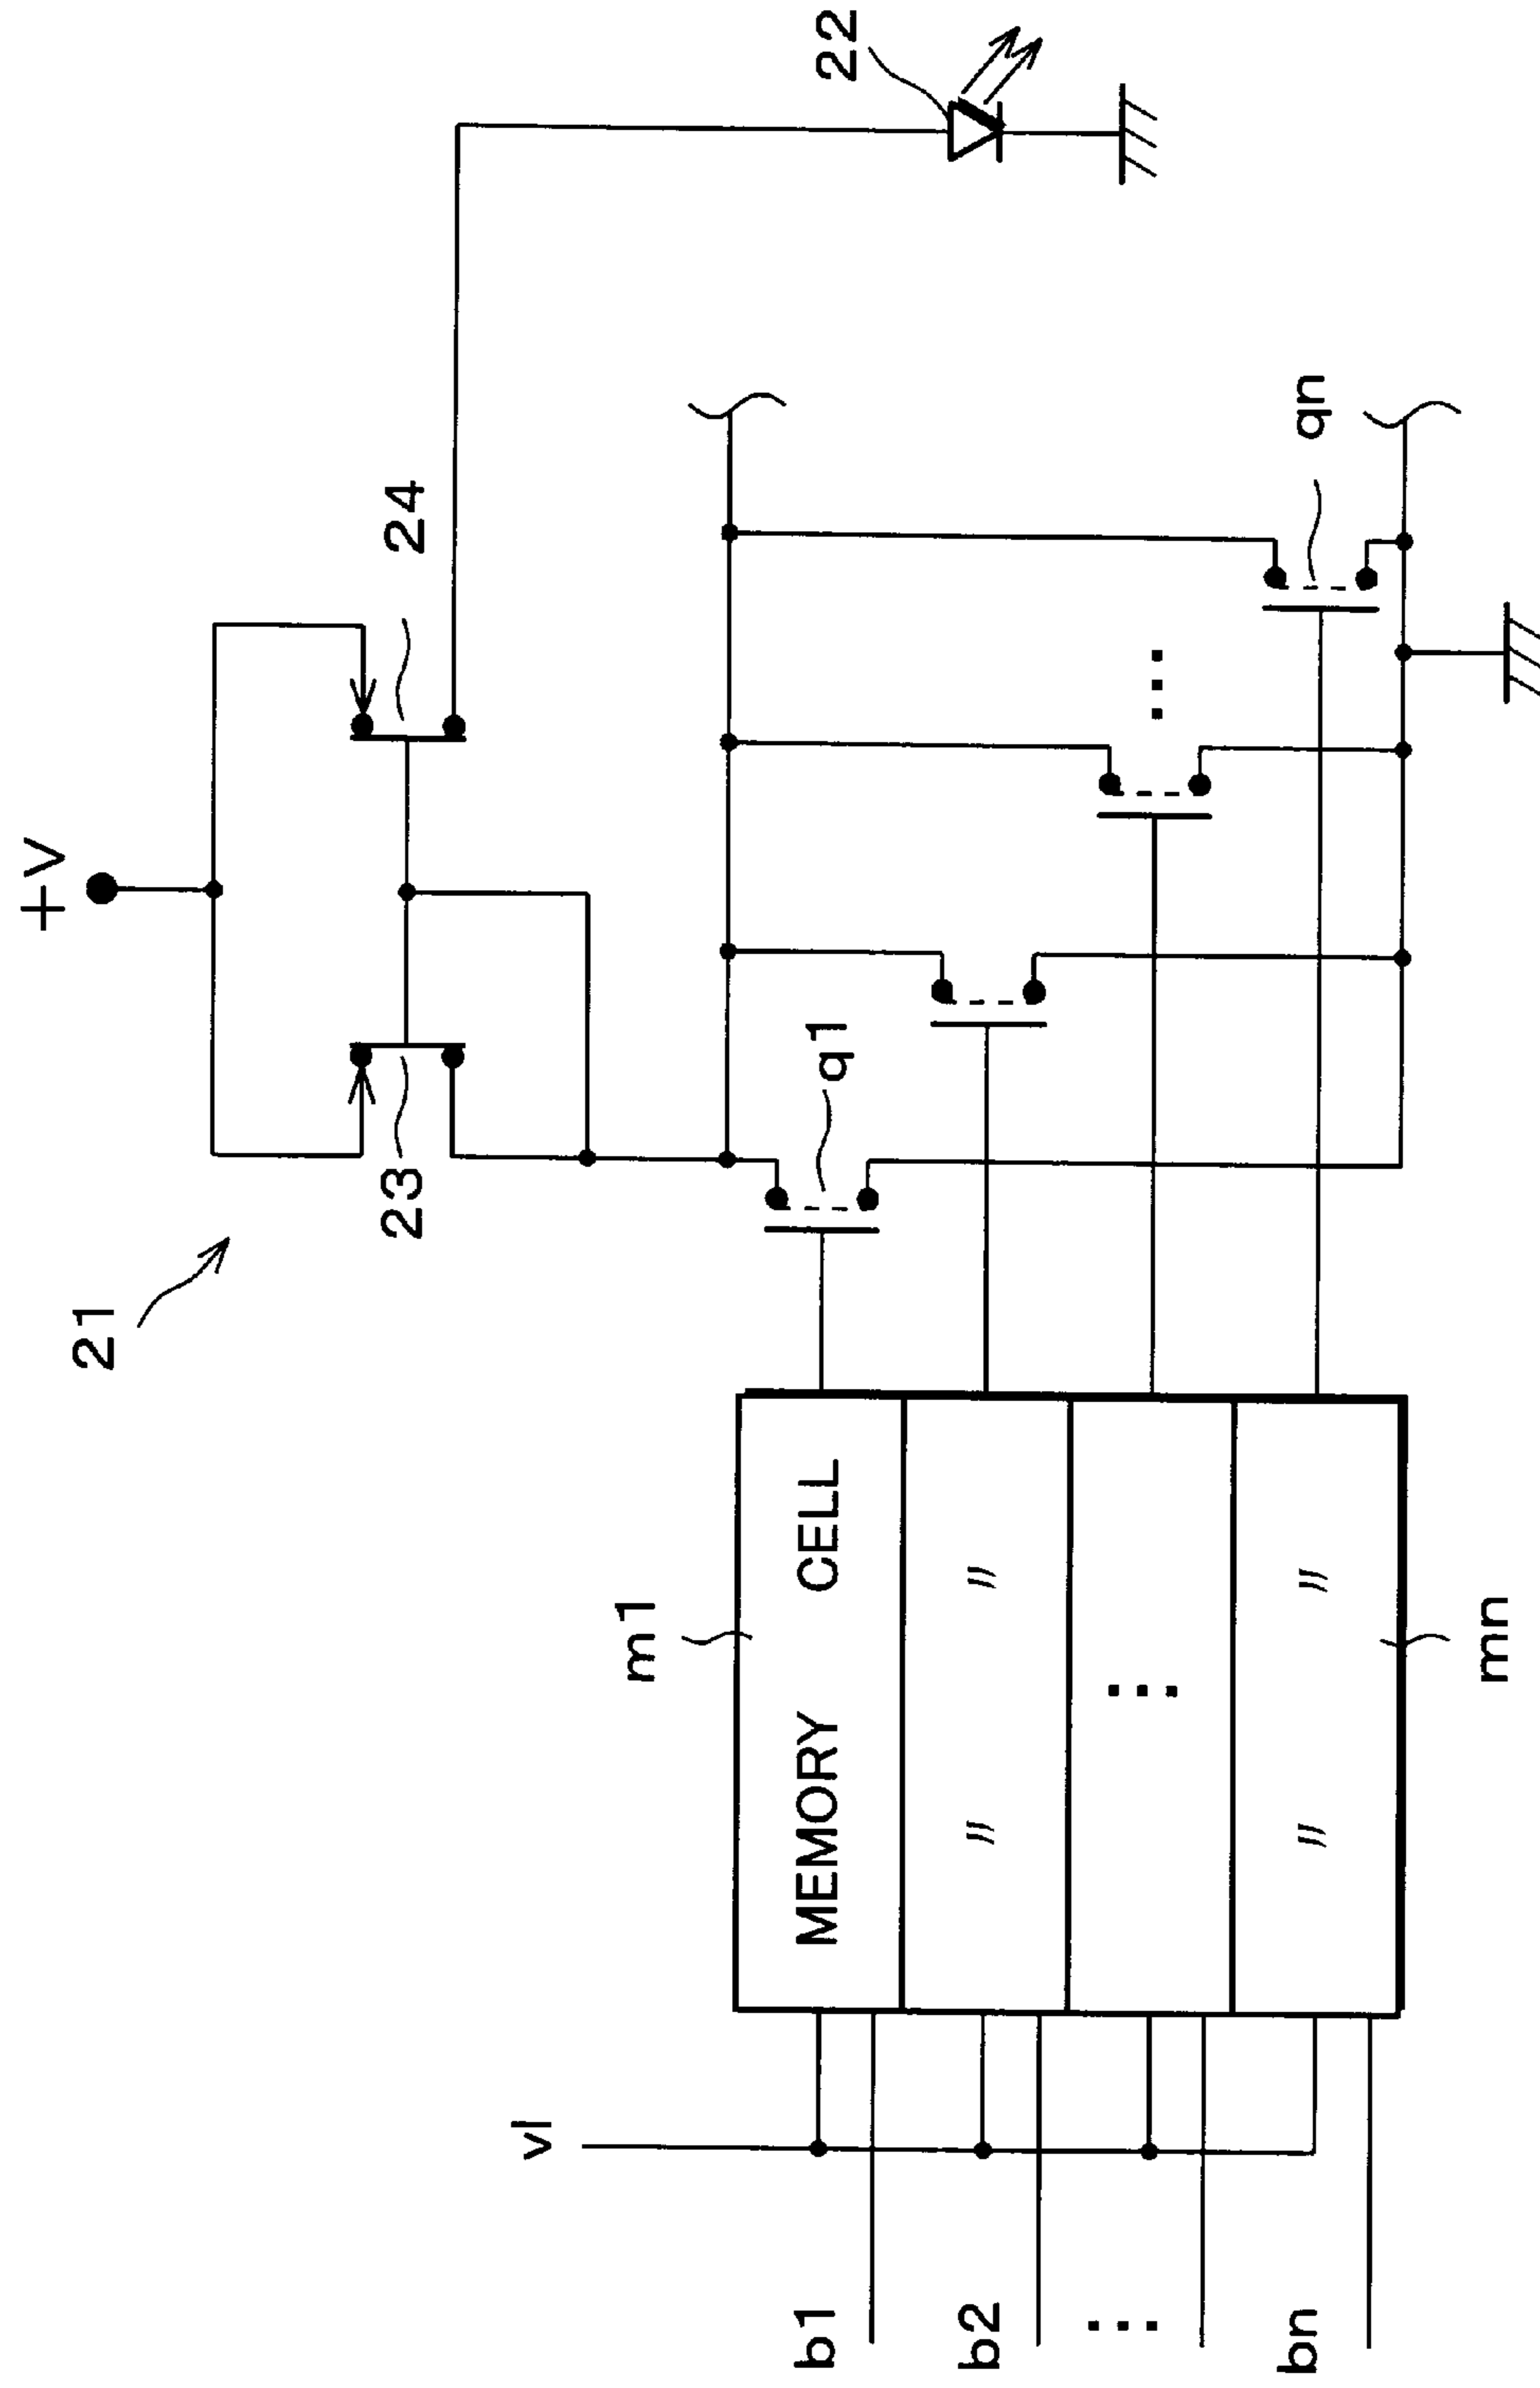 +V
21
23
24
22
m1
q1
vl
MEMORY CELL
b1
〃 〃
b2
...
...
...
〃 〃
qn
bn
mn